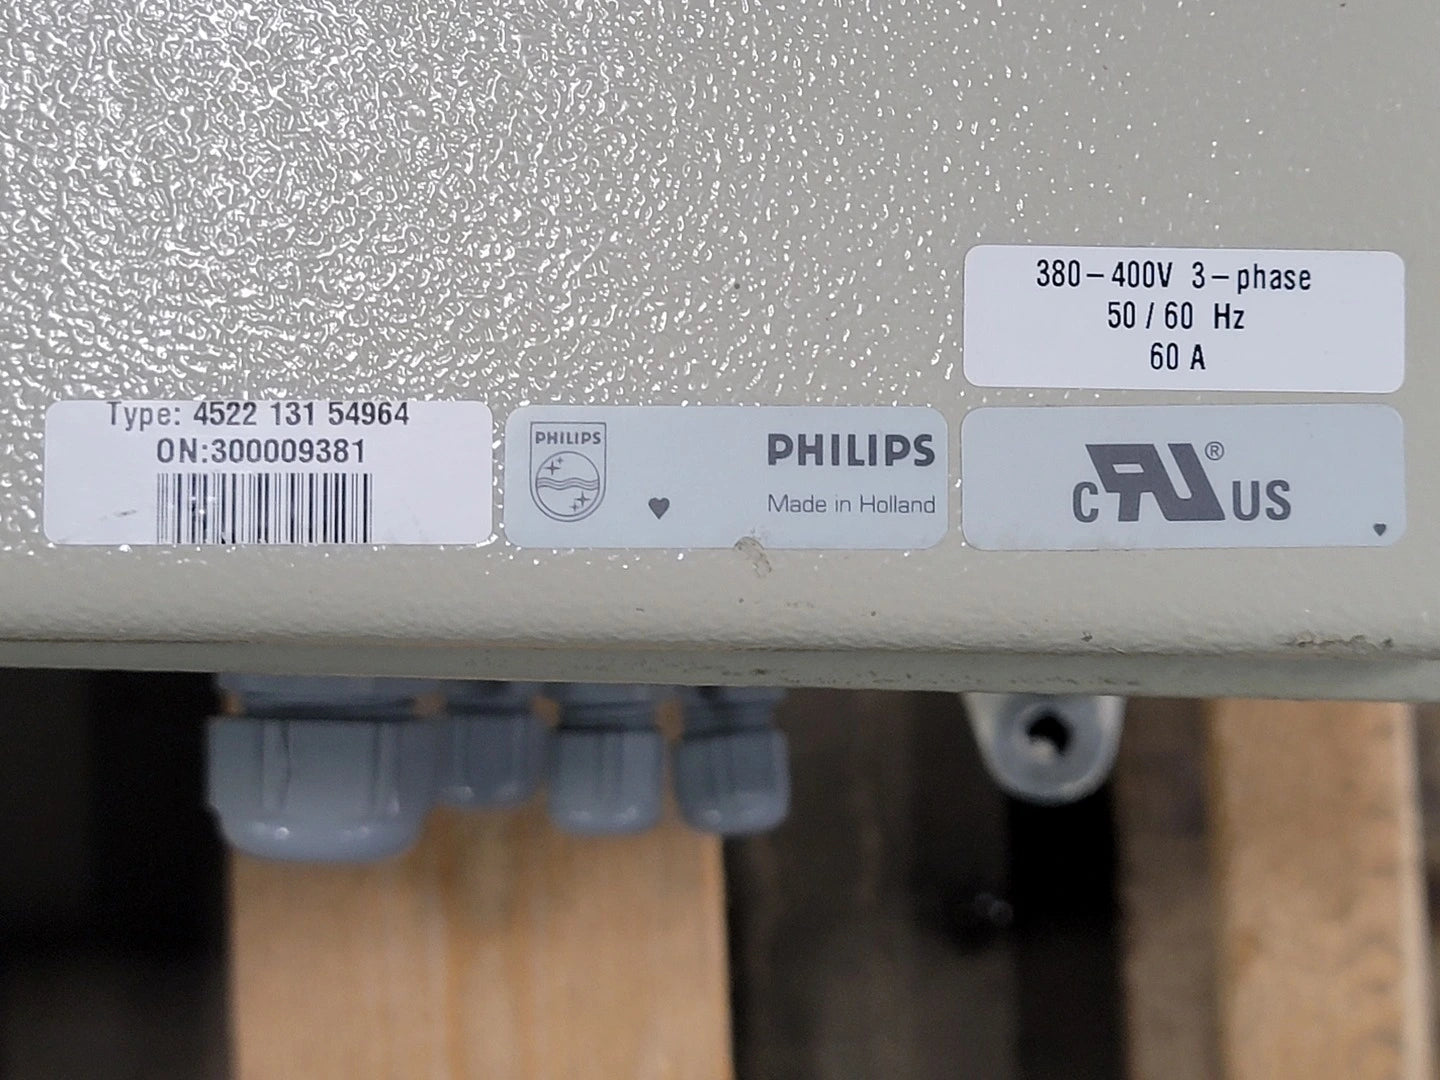 380-400V 3-phase
50 / 60 Hz
60 A
Type: 4522 131 54964
ON:300009381
PHILIPS
PHILIPS
Made in Holland
c RU ® US